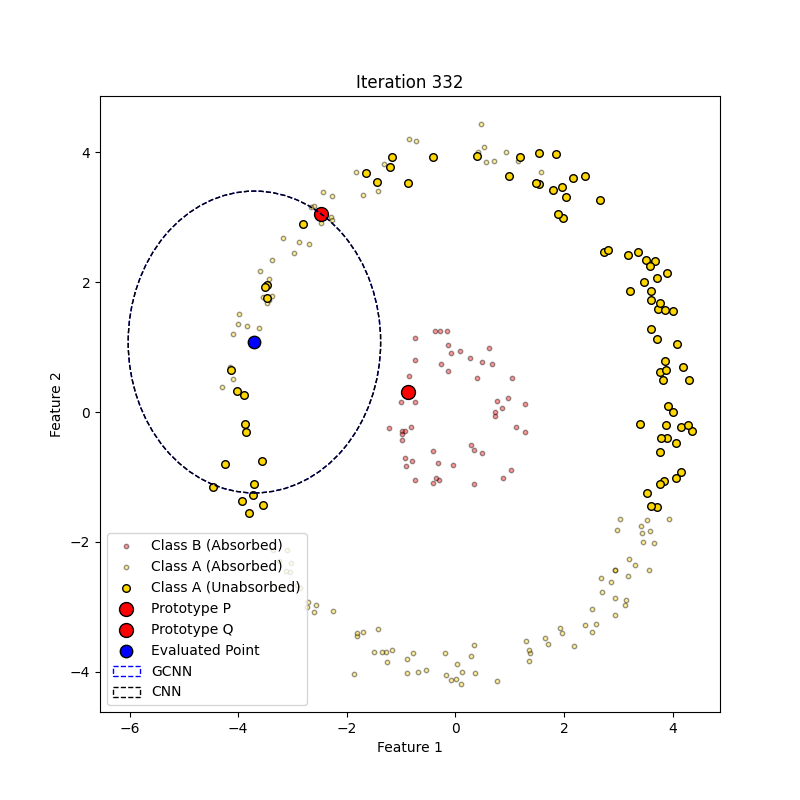 Iteration 332
Feature 2
4
2
0
−2
−4
Class B (Absorbed)
Class A (Absorbed)
Class A (Unabsorbed)
Prototype P
Prototype Q
Evaluated Point
GCNN
CNN
−6 −4 −2 0 2 4
Feature 1